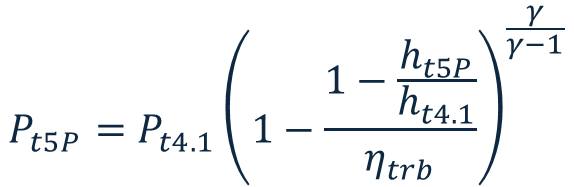 P_{t5P} = P_{t4.1} \left( 1 - \frac{1 - \frac{h_{t5P}}{h_{t4.1}}}{\eta_{trb}} \right)^{\frac{\gamma}{\gamma - 1}}